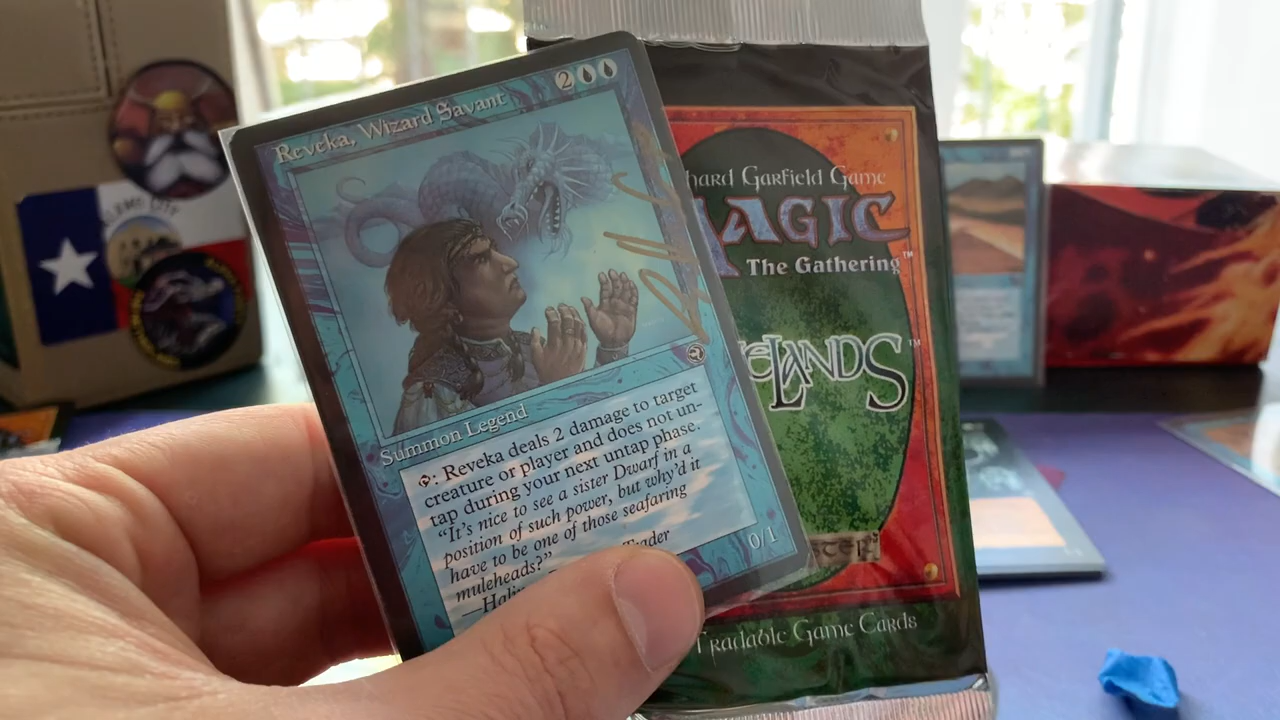 Reveka, Wizard Savant
2
Summon Legend
: Reveka deals 2 damage to target
creature or player and does not un-
tap during your next untap phase.
"It's nice to see a sister Dwarf in a
position of such power, but why'd it
have to be one of those seafaring
muleheads?"
Trader
0/1
hard Garfield Game
MAGIC
The Gathering™
ELANDS™
Tradable Game Cards